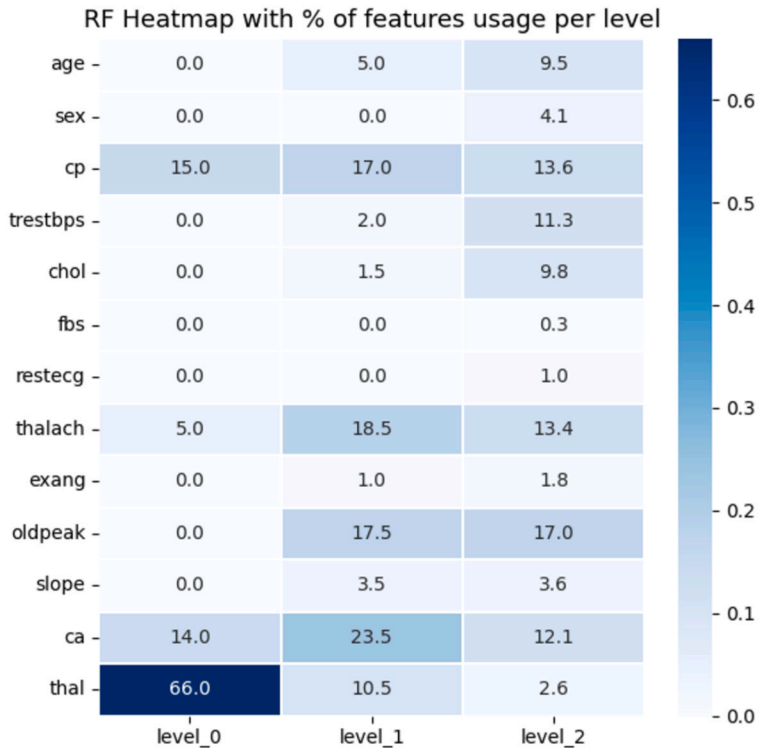 RF Heatmap with % of features usage per level
age 0.0 5.0 9.5
sex 0.0 0.0 4.1
cp 15.0 17.0 13.6
trestbps 0.0 2.0 11.3
chol 0.0 1.5 9.8
fbs 0.0 0.0 0.3
restecg 0.0 0.0 1.0
thalach 5.0 18.5 13.4
exang 0.0 1.0 1.8
oldpeak 0.0 17.5 17.0
slope 0.0 3.5 3.6
ca 14.0 23.5 12.1
thal 66.0 10.5 2.6
level_0 level_1 level_2
0.6
0.5
0.4
0.3
0.2
0.1
0.0